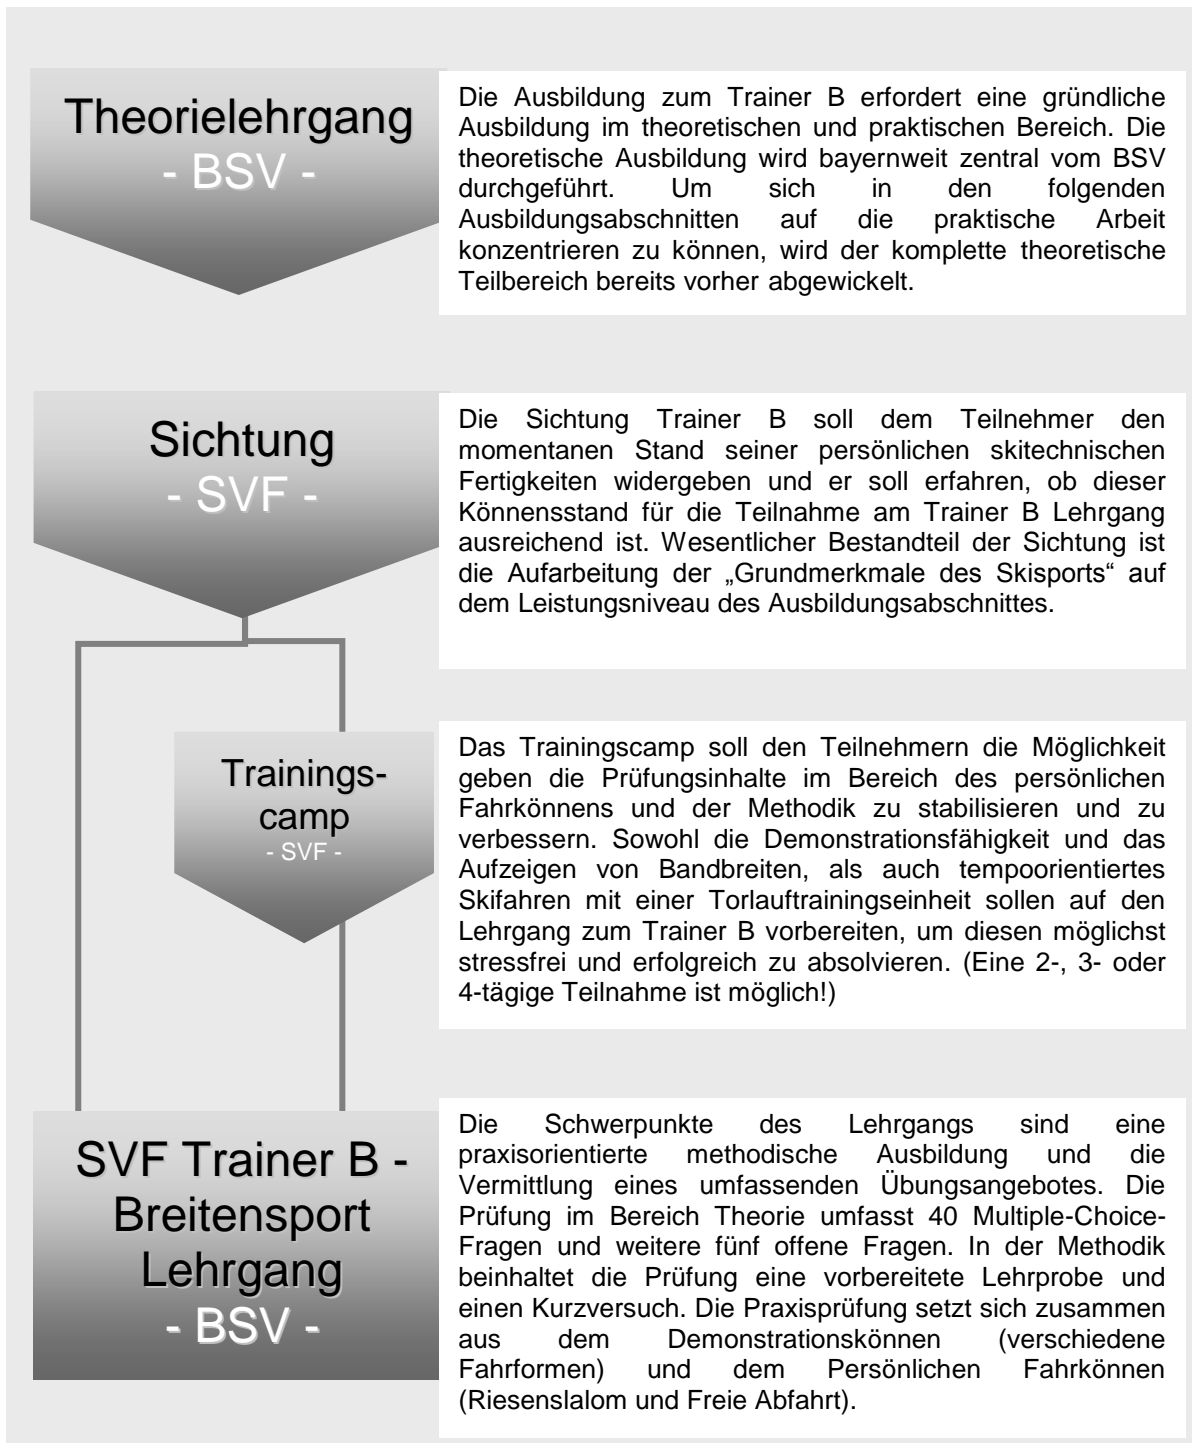 Theorielehrgang
- BSV -
Die Ausbildung zum Trainer B erfordert eine gründliche
Ausbildung im theoretischen und praktischen Bereich. Die
theoretische Ausbildung wird bayernweit zentral vom BSV
durchgeführt. Um sich in den folgenden
Ausbildungsabschnitten auf die praktische Arbeit
konzentrieren zu können, wird der komplette theoretische
Teilbereich bereits vorher abgewickelt.
Sichtung
- SVF -
Die Sichtung Trainer B soll dem Teilnehmer den
momentanen Stand seiner persönlichen skitechnischen
Fertigkeiten widergeben und er soll erfahren, ob dieser
Könnensstand für die Teilnahme am Trainer B Lehrgang
ausreichend ist. Wesentlicher Bestandteil der Sichtung ist
die Aufarbeitung der „Grundmerkmale des Skisports“ auf
dem Leistungsniveau des Ausbildungsabschnittes.
Trainings-
camp
- SVF -
Das Trainingscamp soll den Teilnehmern die Möglichkeit
geben die Prüfungsinhalte im Bereich des persönlichen
Fahrkönnens und der Methodik zu stabilisieren und zu
verbessern. Sowohl die Demonstrationsfähigkeit und das
Aufzeigen von Bandbreiten, als auch tempoorientiertes
Skifahren mit einer Torlauftrainingseinheit sollen auf den
Lehrgang zum Trainer B vorbereiten, um diesen möglichst
stressfrei und erfolgreich zu absolvieren. (Eine 2-, 3- oder
4-tägige Teilnahme ist möglich!)
SVF Trainer B -
Breitensport
Lehrgang
- BSV -
Die Schwerpunkte des Lehrgangs sind eine
praxisorientierte methodische Ausbildung und die
Vermittlung eines umfassenden Übungsangebotes. Die
Prüfung im Bereich Theorie umfasst 40 Multiple-Choice-
Fragen und weitere fünf offene Fragen. In der Methodik
beinhaltet die Prüfung eine vorbereitete Lehrprobe und
einen Kurzversuch. Die Praxisprüfung setzt sich zusammen
aus dem Demonstrationskönnen (verschiedene
Fahrformen) und dem Persönlichen Fahrkönnen
(Riesenslalom und Freie Abfahrt).